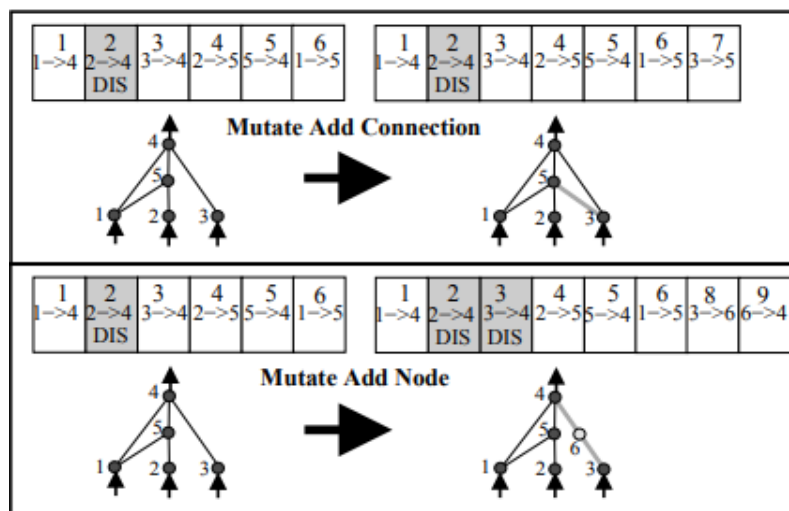 1 2 3 4 5 6 1 2 3 4 5 6 7
1->4 2->4 3->4 2->5 5->4 1->5 1->4 2->4 3->4 2->5 5->4 1->5 3->5
DIS DIS
Mutate Add Connection
4 4
5 5
1 2 3 1 2 3
1 2 3 4 5 6 1 2 3 4 5 6 8 9
1->4 2->4 3->4 2->5 5->4 1->5 1->4 2->4 3->4 2->5 5->4 1->5 3->6 6->4
DIS DIS DIS
Mutate Add Node
4 4
5 5 6
1 2 3 1 2 3